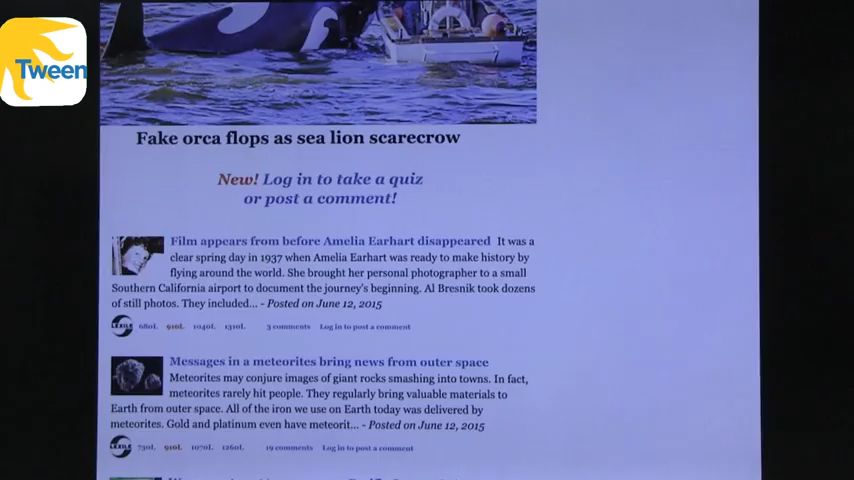 Tween
Fake orca flops as sea lion scarecrow
New! Log in to take a quiz
or post a comment!
Film appears from before Amelia Earhart disappeared It was a
clear spring day in 1937 when Amelia Earhart was ready to make history by
flying around the world. She brought her personal photographer to a small
Southern California airport to document the journey's beginning. Al Bresnik took dozens
of still photos. They included... - Posted on June 12, 2015
LEXILE 680L 910L 1040L 1310L 3 comments Log in to post a comment
Messages in a meteorites bring news from outer space
Meteorites may conjure images of giant rocks smashing into towns. In fact,
meteorites rarely hit people. They regularly bring valuable materials to
Earth from outer space. All of the iron we use on Earth today was delivered by
meteorites. Gold and platinum even have meteorit... - Posted on June 12, 2015
LEXILE 730L 910L 1070L 1260L 19 comments Log in to post a comment